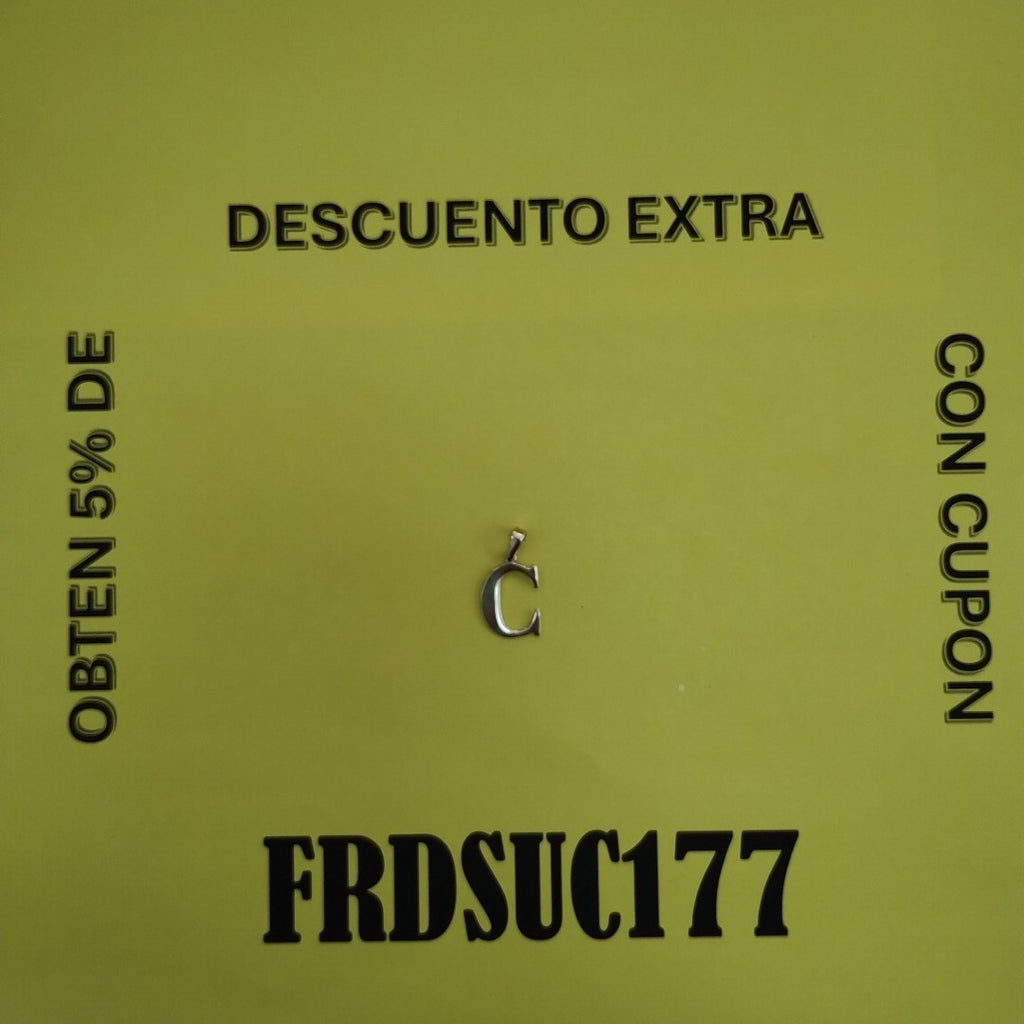 OBTEN 5% DE
DESCUENTO EXTRA
CON CUPON
FRDSUC177
C